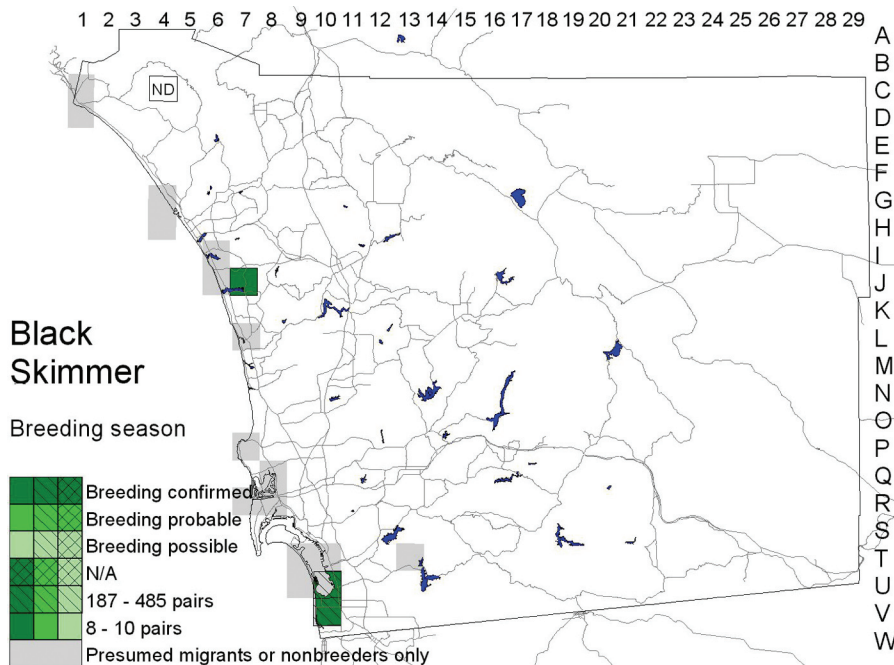 1 2 3 4 5 6 7 8 9 10 11 12 13 14 15 16 17 18 19 20 21 22 23 24 25 26 27 28 29
A
B
C
D
E
F
G
H
I
J
K
L
M
N
O
P
Q
R
S
T
U
V
W
ND
Black
Skimmer
Breeding season
Breeding confirmed
Breeding probable
Breeding possible
N/A
187 - 485 pairs
8 - 10 pairs
Presumed migrants or nonbreeders only